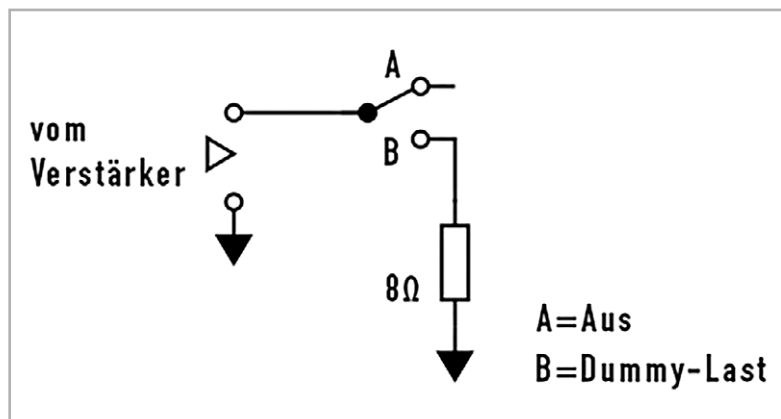 A
vom
Verstärker
B
8Ω
A=Aus
B=Dummy-Last